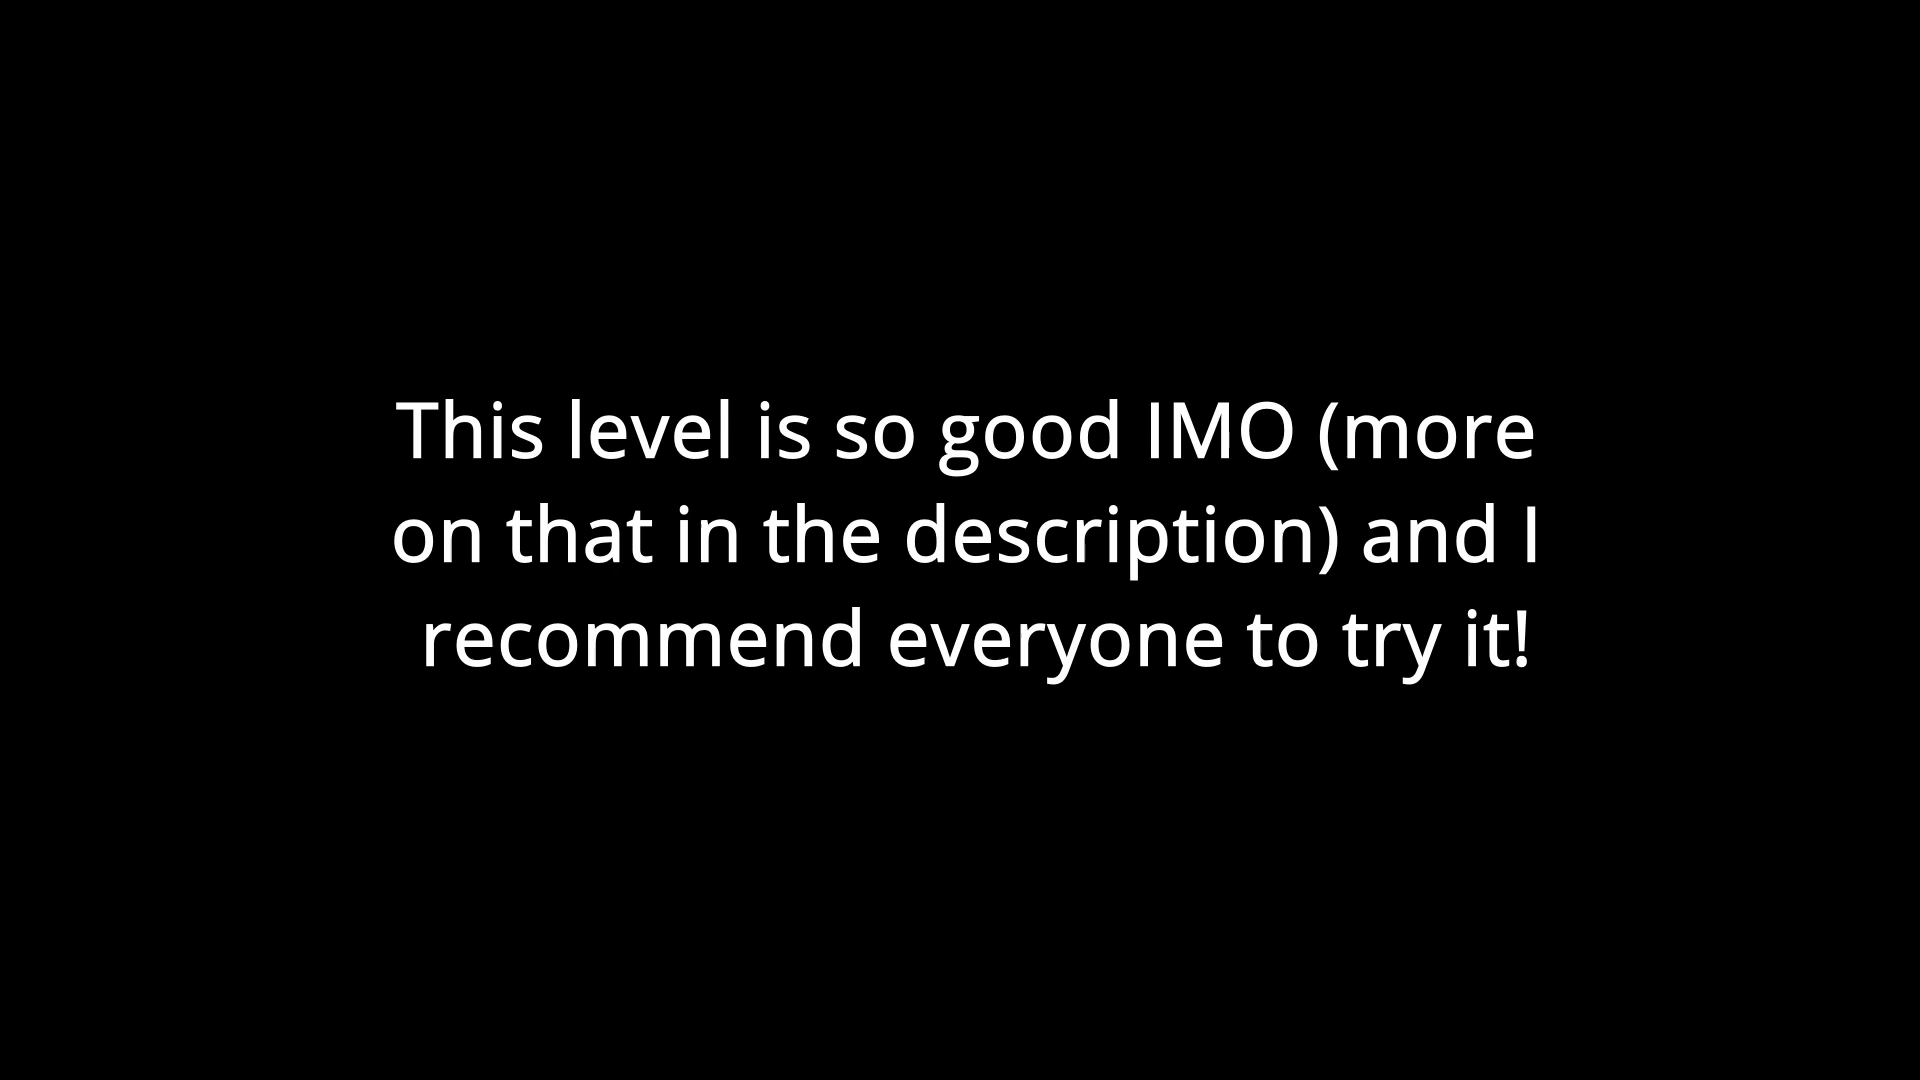 This level is so good IMO (more
on that in the description) and I
recommend everyone to try it!